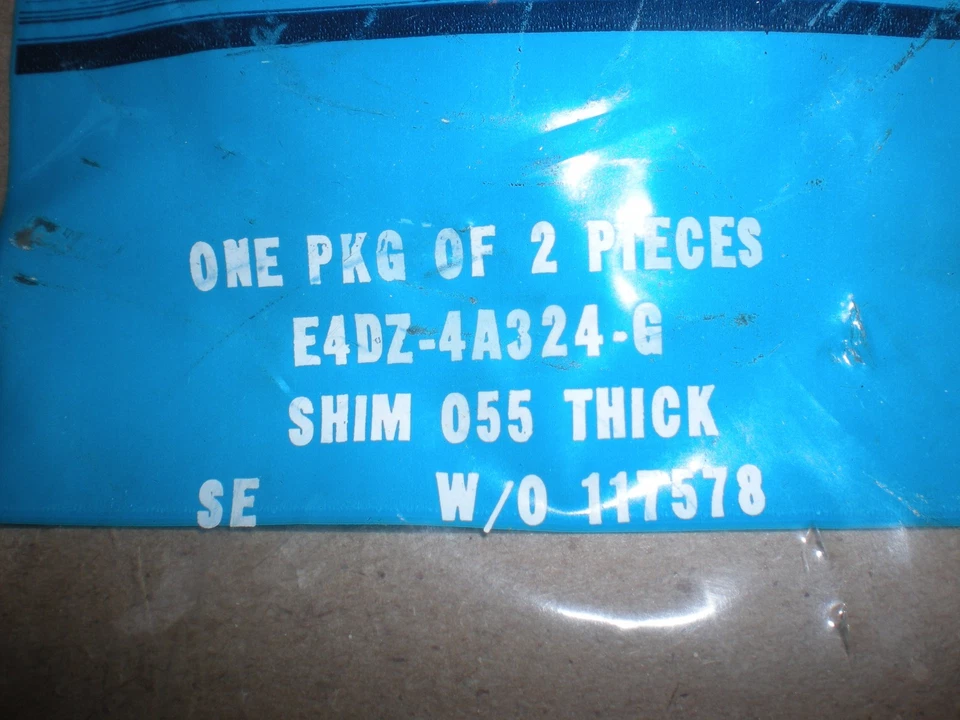 ONE PKG OF 2 PIECES
E4DZ-4A324-G
SHIM 055 THICK
SE W/O 117578